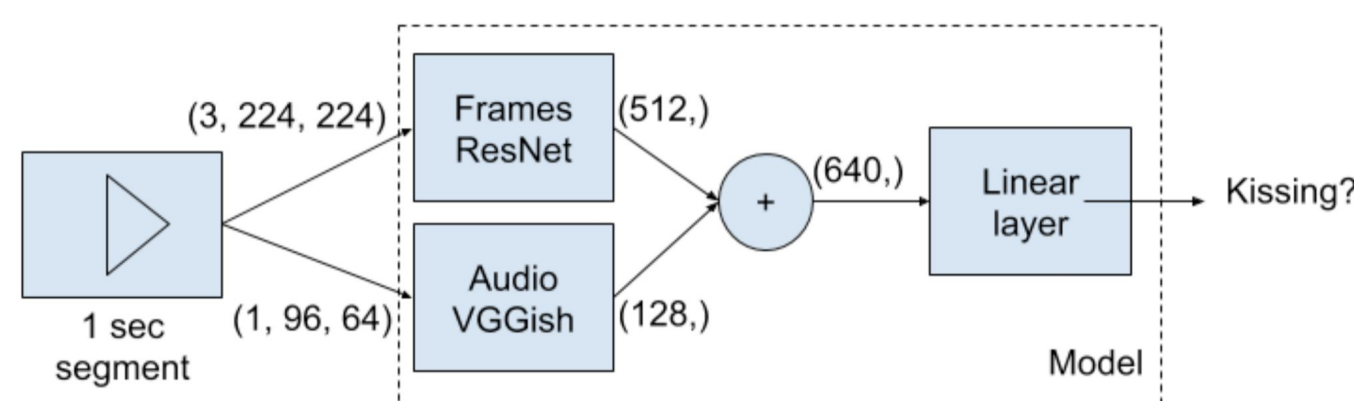 (3, 224, 224)
Frames
ResNet
(512,)
1 sec
segment
(1, 96, 64)
Audio
VGGish
(128,)
+
(640,)
Linear
layer
Kissing?
Model